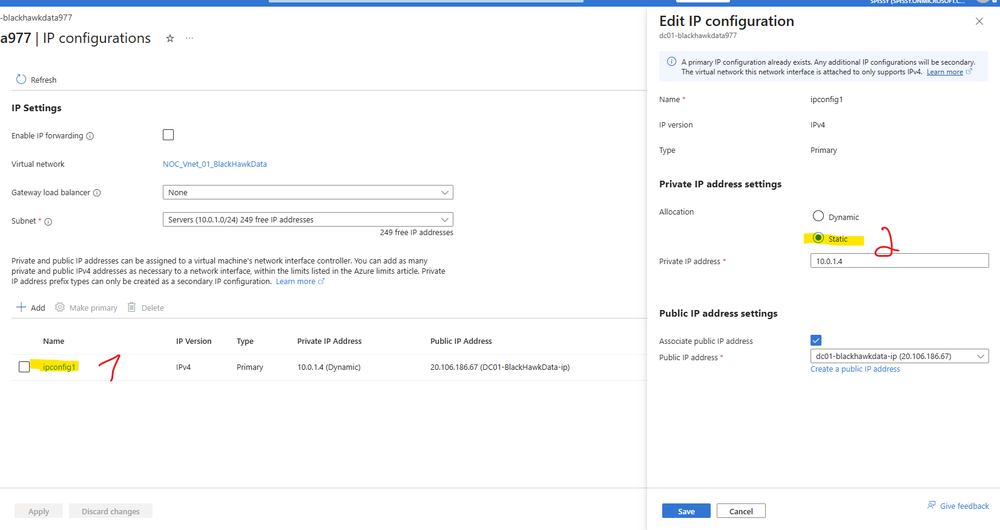 SPISSY (SPISSY.ONMICROSOFT.C...
-blackhawkdata977
a977 | IP configurations
Refresh
IP Settings
Enable IP forwarding
Virtual network
NOC_Vnet_01_BlackHawkData
Gateway load balancer
None
Subnet *
Servers (10.0.1.0/24) 249 free IP addresses
249 free IP addresses
Private and public IP addresses can be assigned to a virtual machine's network interface controller. You can add as many
private and public IPv4 addresses as necessary to a network interface, within the limits listed in the Azure limits article. Private
IP address prefix types can only be created as a secondary IP configuration. Learn more
Add Make primary Delete
Name IP Version Type Private IP Address Public IP Address
ipconfig1 1 IPv4 Primary 10.0.1.4 (Dynamic) 20.106.186.67 (DC01-BlackHawkData-ip)
Apply Discard changes
Edit IP configuration
dc01-blackhawkdata977
A primary IP configuration already exists. Any additional IP configurations will be secondary.
The virtual network this network interface is attached to only supports IPv4. Learn more
Name * ipconfig1
IP version IPv4
Type Primary
Private IP address settings
Allocation
Dynamic
Static 2
Private IP address * 10.0.1.4
Public IP address settings
Associate public IP address
Public IP address * dc01-blackhawkdata-ip (20.106.186.67)
Create a public IP address
Save Cancel
Give feedback